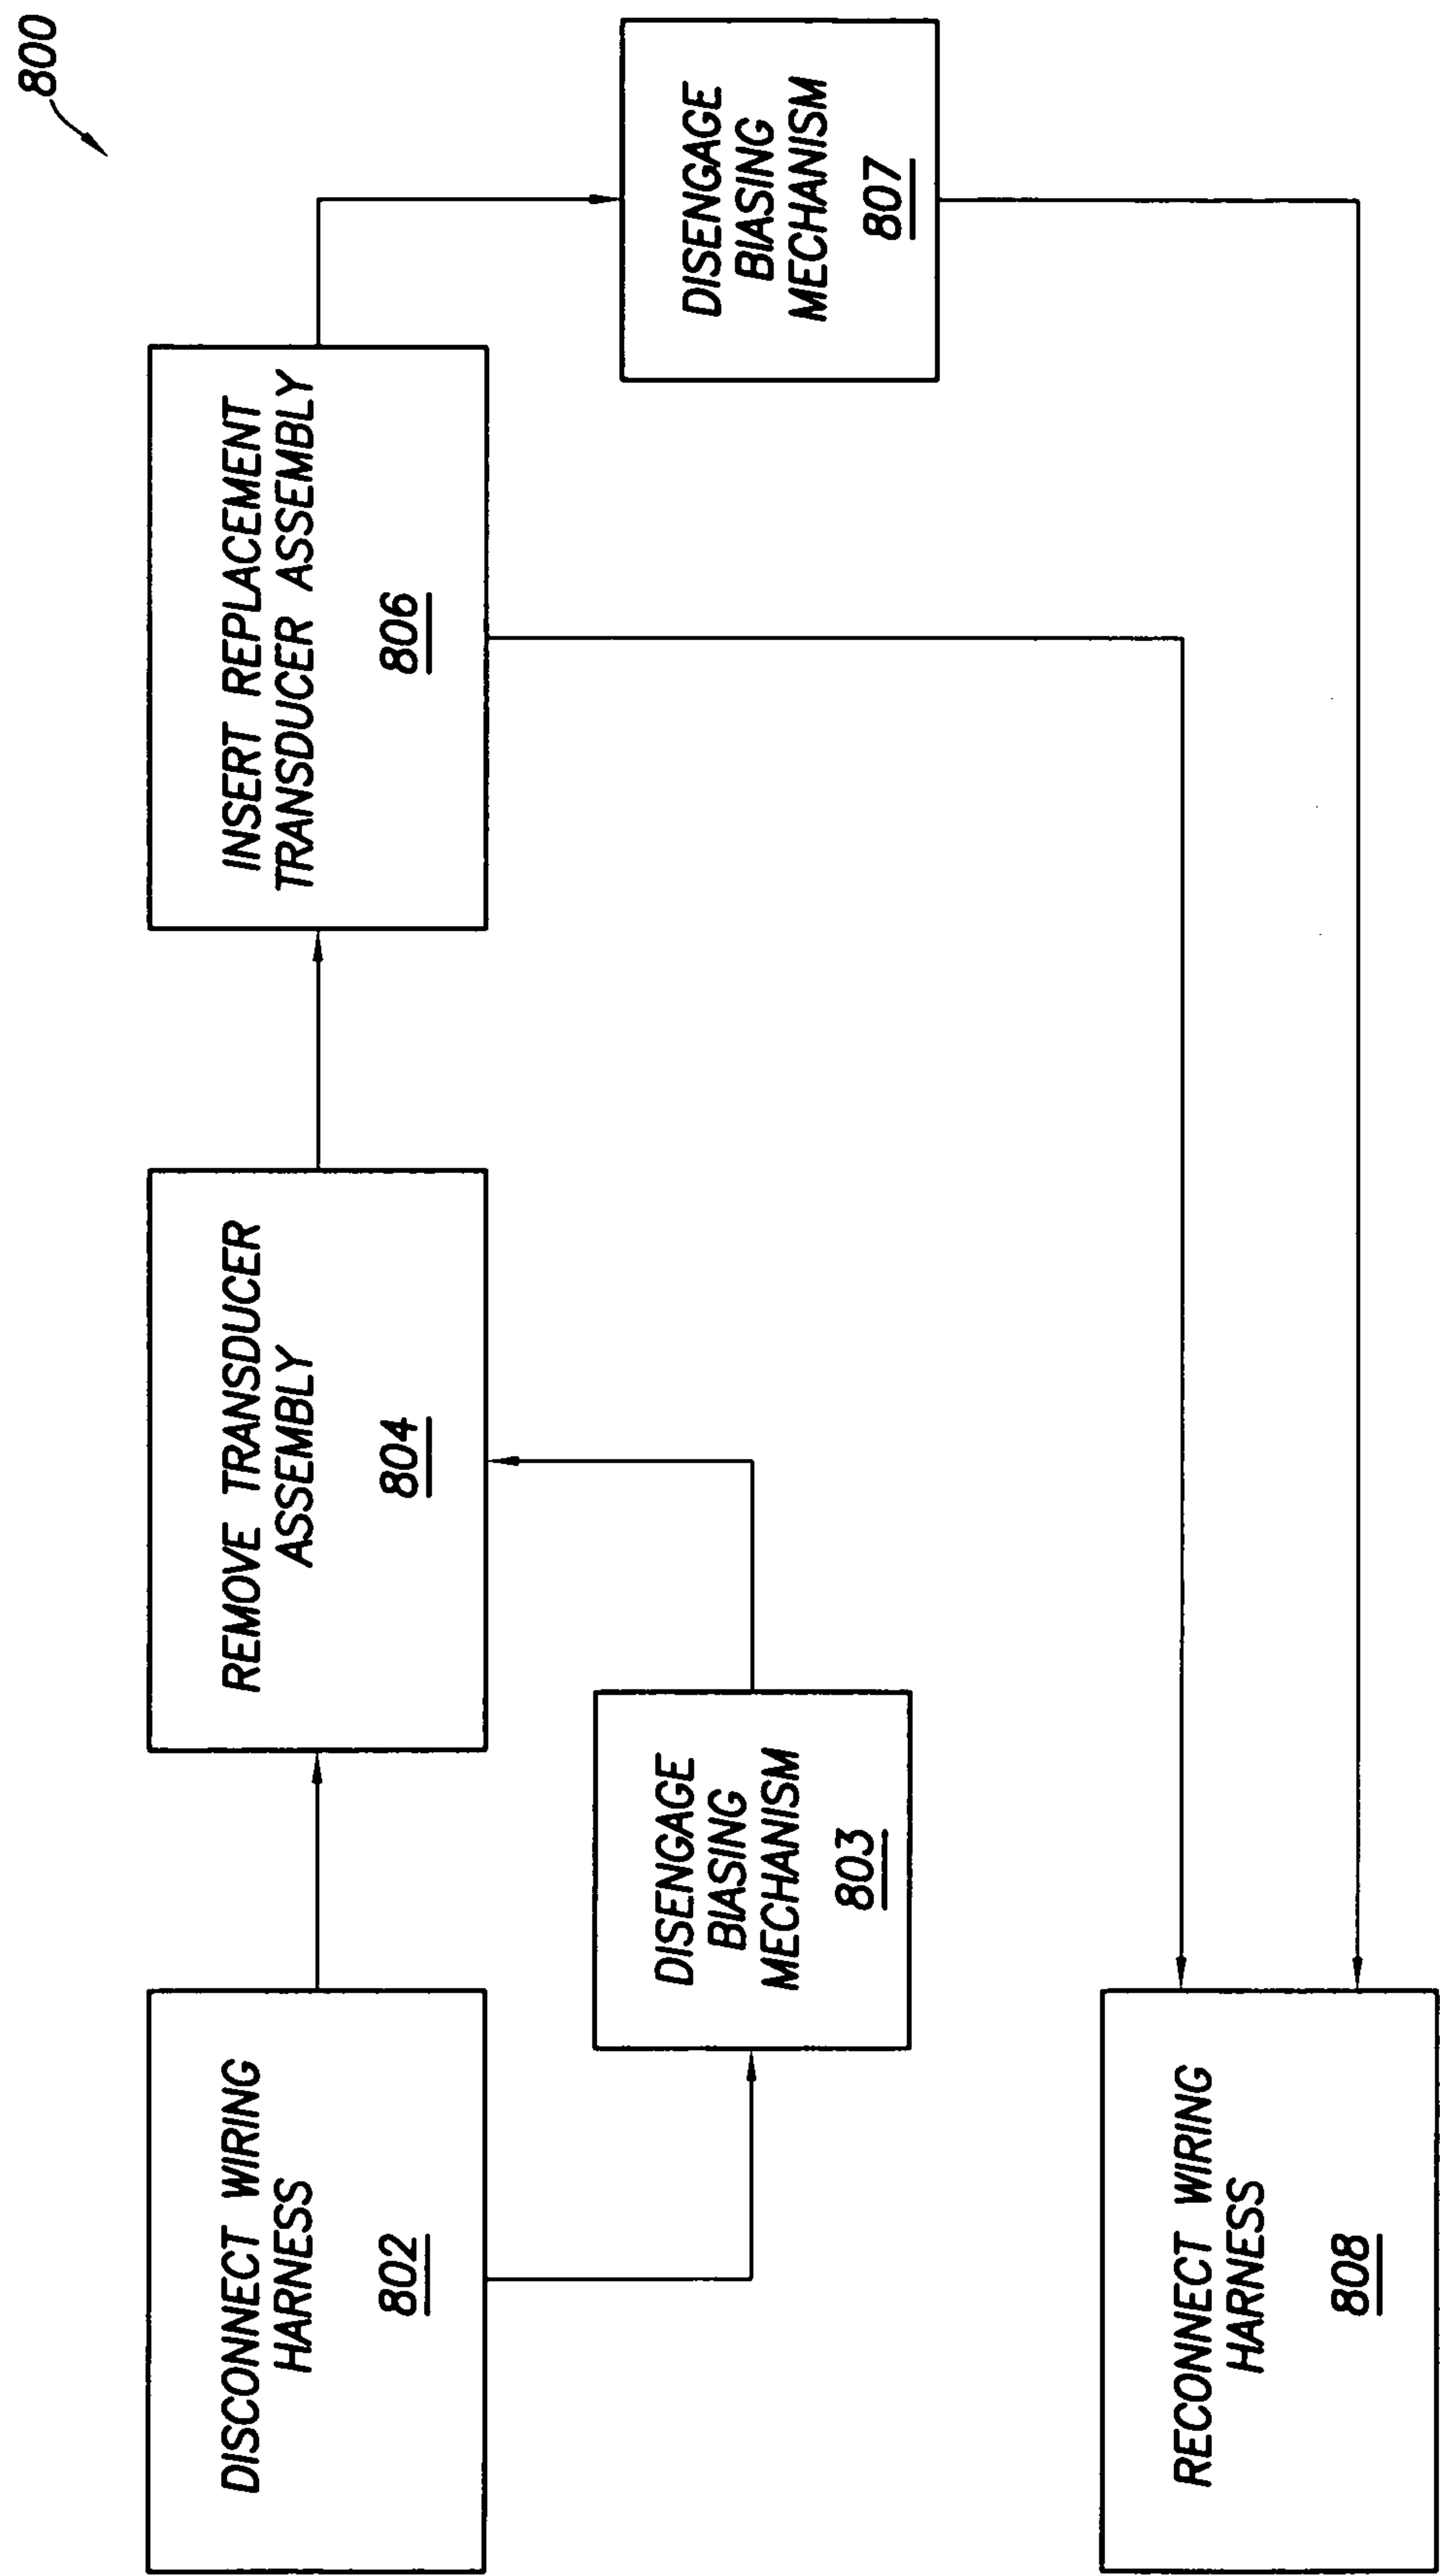 800
DISCONNECT WIRING
HARNESS
802
REMOVE TRANSDUCER
ASSEMBLY
804
INSERT REPLACEMENT
TRANSDUCER ASSEMBLY
806
DISENGAGE
BIASING
MECHANISM
803
DISENGAGE
BIASING
MECHANISM
807
RECONNECT WIRING
HARNESS
808